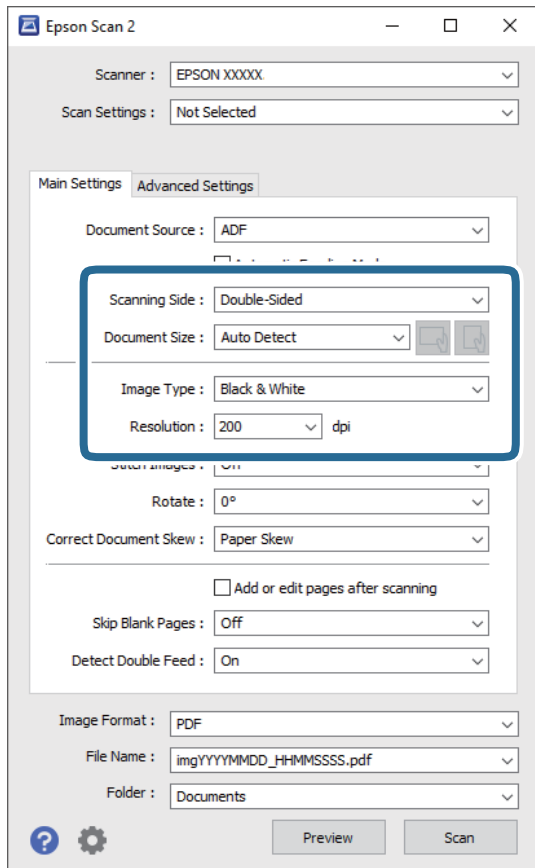 Epson Scan 2
Scanner : EPSON XXXXX
Scan Settings : Not Selected
Main Settings Advanced Settings
Document Source : ADF
Scanning Side : Double-Sided
Document Size : Auto Detect
Image Type : Black & White
Resolution : 200 dpi
Stitch Images : On
Rotate : 0°
Correct Document Skew : Paper Skew
Add or edit pages after scanning
Skip Blank Pages : Off
Detect Double Feed : On
Image Format : PDF
File Name : imgYYYYMMDD_HHMMSSSS.pdf
Folder : Documents
?
Preview Scan